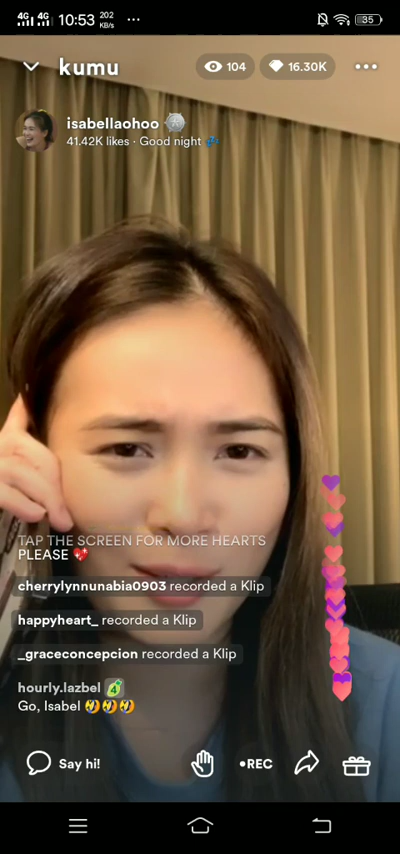 4G 4G 10:53 202 KB/s ... 35
kumu 104 16.30K
isabellaohoo
41.42K likes · Good night 💤
TAP THE SCREEN FOR MORE HEARTS
PLEASE 💖
cherrylynnunabia0903 recorded a Klip
happyheart_ recorded a Klip
_graceconcepcion recorded a Klip
hourly.lazbel 4
Go, Isabel 🤣🤣🤣
Say hi! •REC